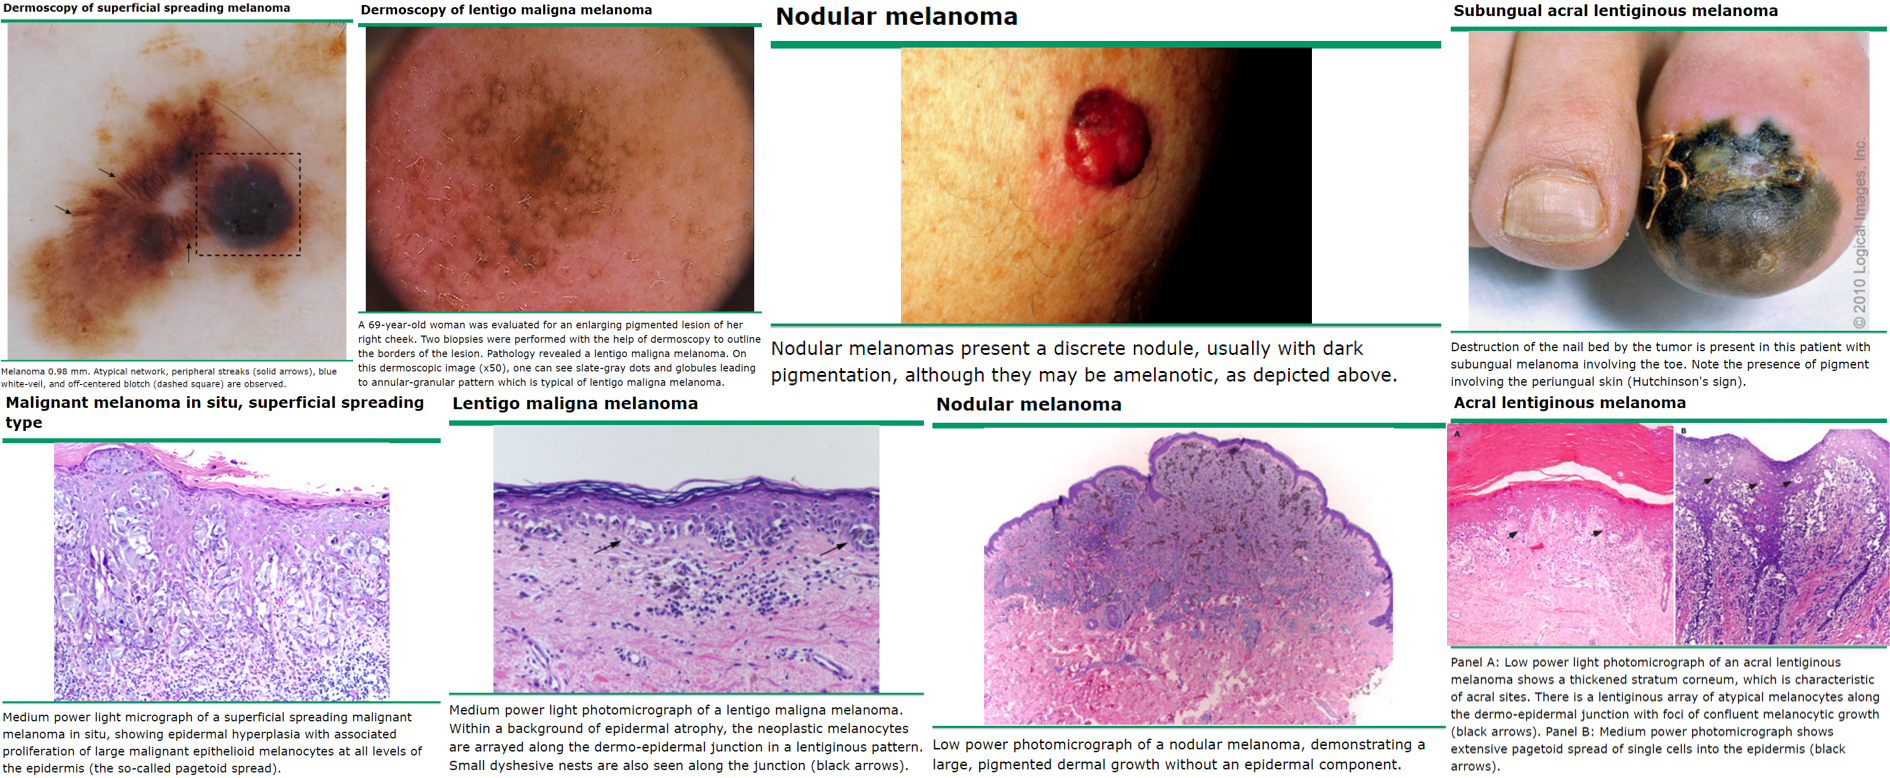 Dermoscopy of superficial spreading melanoma
Melanoma 0.98 mm. Atypical network, peripheral streaks (solid arrows), blue
white-veil, and off-centered blotch (dashed square) are observed.
Dermoscopy of lentigo maligna melanoma
A 69-year-old woman was evaluated for an enlarging pigmented lesion of her
right cheek. Two biopsies were performed with the help of dermoscopy to outline
the borders of the lesion. Pathology revealed a lentigo maligna melanoma. On
this dermoscopic image (x50), one can see slate-gray dots and globules leading
to annular-granular pattern which is typical of lentigo maligna melanoma.
Nodular melanoma
Nodular melanomas present a discrete nodule, usually with dark
pigmentation, although they may be amelanotic, as depicted above.
Subungual acral lentiginous melanoma
© 2010 Logical Images, Inc.
Destruction of the nail bed by the tumor is present in this patient with
subungual melanoma involving the toe. Note the presence of pigment
involving the periungual skin (Hutchinson's sign).
Malignant melanoma in situ, superficial spreading
type
Medium power light micrograph of a superficial spreading malignant
melanoma in situ, showing epidermal hyperplasia with associated
proliferation of large malignant epithelioid melanocytes at all levels of
the epidermis (the so-called pagetoid spread).
Lentigo maligna melanoma
Medium power light photomicrograph of a lentigo maligna melanoma.
Within a background of epidermal atrophy, the neoplastic melanocytes
are arrayed along the dermo-epidermal junction in a lentiginous pattern.
Small dyshesive nests are also seen along the junction (black arrows).
Nodular melanoma
Low power photomicrograph of a nodular melanoma, demonstrating a
large, pigmented dermal growth without an epidermal component.
Acral lentiginous melanoma
A
B
Panel A: Low power light photomicrograph of an acral lentiginous
melanoma shows a thickened stratum corneum, which is characteristic
of acral sites. There is a lentiginous array of atypical melanocytes along
the dermo-epidermal junction with foci of confluent melanocytic growth
(black arrows). Panel B: Medium power photomicrograph shows
extensive pagetoid spread of single cells into the epidermis (black
arrows).